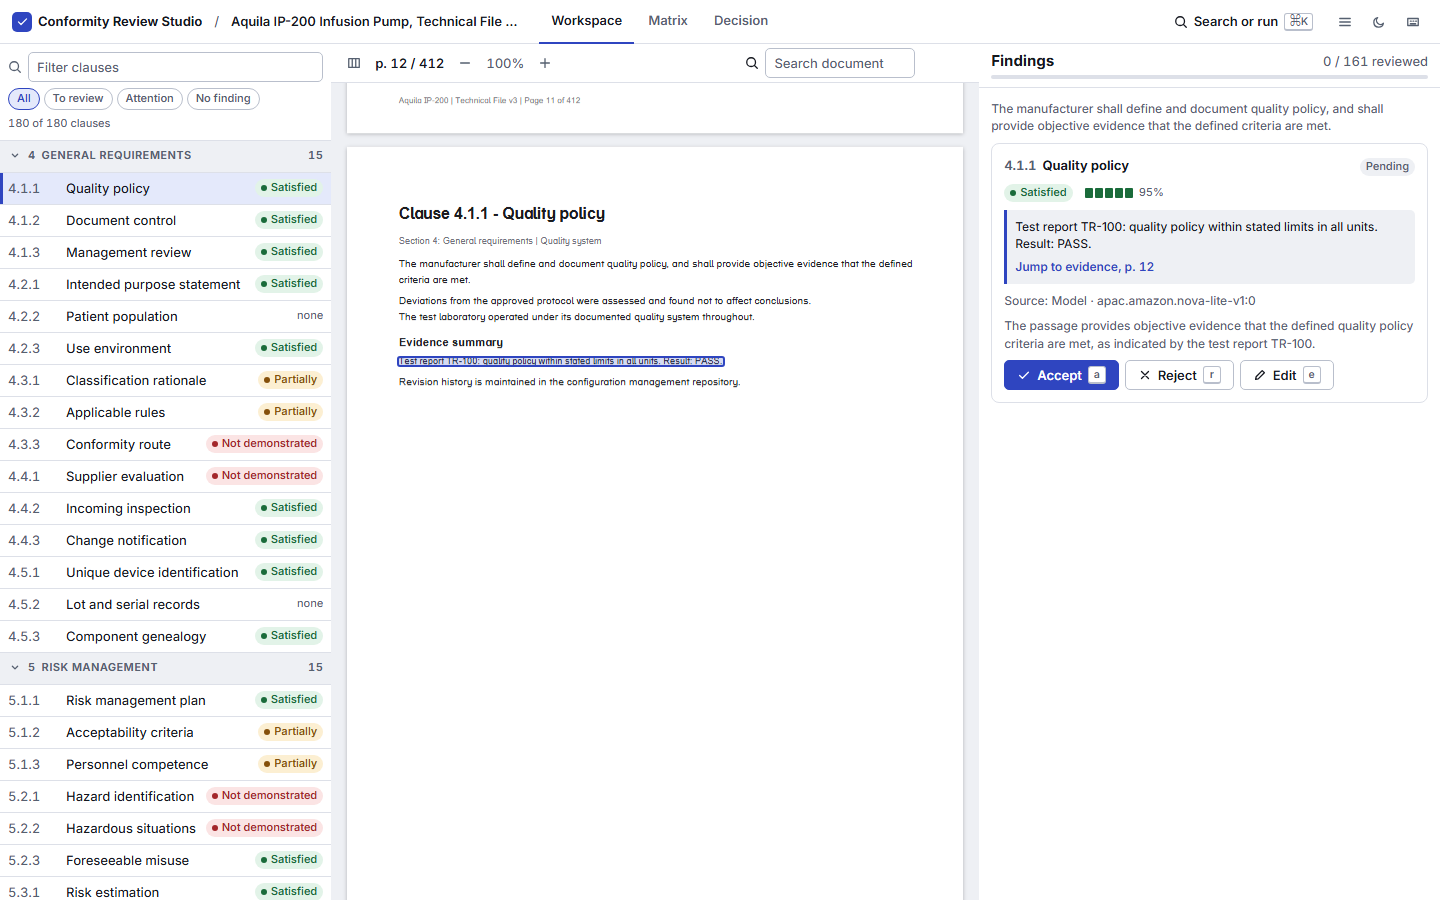 Conformity Review Studio / Aquila IP-200 Infusion Pump, Technical File ...
Workspace
Matrix
Decision
Search or run ⌘K
Filter clauses
All
To review
Attention
No finding
180 of 180 clauses
4 GENERAL REQUIREMENTS 15
4.1.1 Quality policy Satisfied
4.1.2 Document control Satisfied
4.1.3 Management review Satisfied
4.2.1 Intended purpose statement Satisfied
4.2.2 Patient population none
4.2.3 Use environment Satisfied
4.3.1 Classification rationale Partially
4.3.2 Applicable rules Partially
4.3.3 Conformity route Not demonstrated
4.4.1 Supplier evaluation Not demonstrated
4.4.2 Incoming inspection Satisfied
4.4.3 Change notification Satisfied
4.5.1 Unique device identification Satisfied
4.5.2 Lot and serial records none
4.5.3 Component genealogy Satisfied
5 RISK MANAGEMENT 15
5.1.1 Risk management plan Satisfied
5.1.2 Acceptability criteria Partially
5.1.3 Personnel competence Partially
5.2.1 Hazard identification Not demonstrated
5.2.2 Hazardous situations Not demonstrated
5.2.3 Foreseeable misuse Satisfied
5.3.1 Risk estimation Satisfied
p. 12 / 412
100%
Search document
Aquila IP-200 | Technical File v3 | Page 11 of 412
Clause 4.1.1 - Quality policy
Section 4: General requirements | Quality system
The manufacturer shall define and document quality policy, and shall provide objective evidence that the defined
criteria are met.
Deviations from the approved protocol were assessed and found not to affect conclusions.
The test laboratory operated under its documented quality system throughout.
Evidence summary
Test report TR-100: quality policy within stated limits in all units. Result: PASS.
Revision history is maintained in the configuration management repository.
Findings
0 / 161 reviewed
The manufacturer shall define and document quality policy, and shall
provide objective evidence that the defined criteria are met.
4.1.1 Quality policy
Pending
Satisfied
95%
Test report TR-100: quality policy within stated limits in all units.
Result: PASS.
Jump to evidence, p. 12
Source: Model · apac.amazon.nova-lite-v1:0
The passage provides objective evidence that the defined quality policy
criteria are met, as indicated by the test report TR-100.
Accept a
Reject r
Edit e